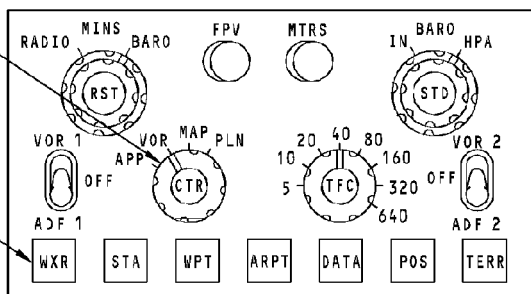 MINS
RADIO
BARO
RST
FPV
MTRS
BARO
IN
HPA
STD
VOR 1
OFF
ADF 1
APP
VOR
MAP
PLN
CTR
5
10
20
40
80
160
320
640
TFC
VOR 2
OFF
ADF 2
WXR
STA
WPT
ARPT
DATA
POS
TERR